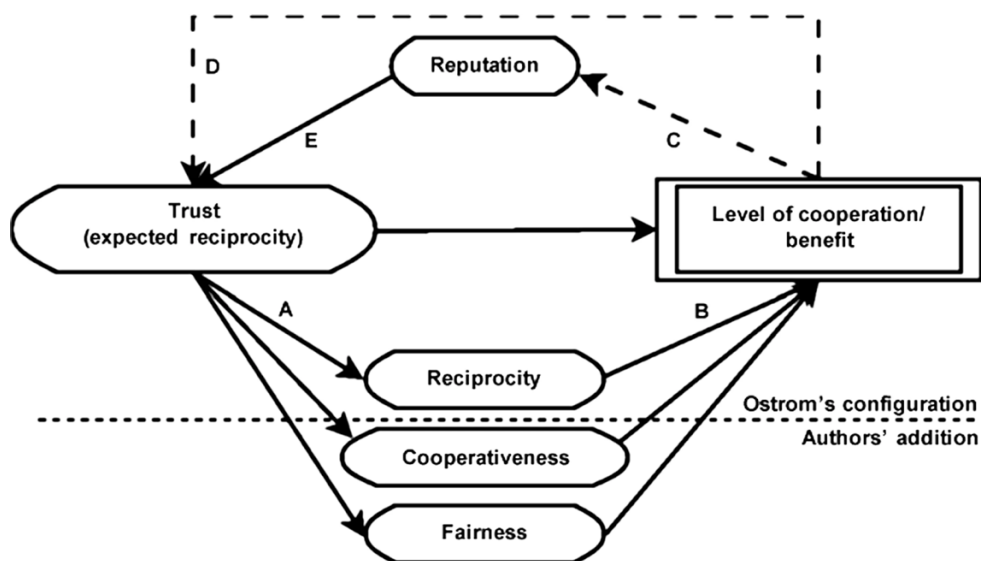 D
Reputation
E
C
Trust
(expected reciprocity)
Level of cooperation/
benefit
A
B
Reciprocity
Ostrom's configuration
Authors' addition
Cooperativeness
Fairness